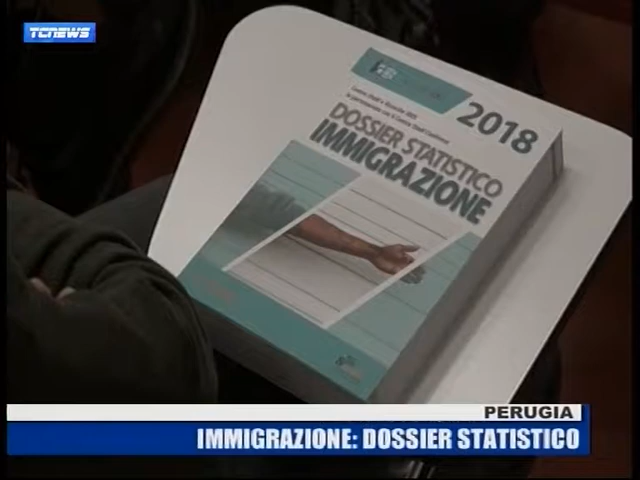 TCNEWS
2018
DOSSIER STATISTICO
IMMIGRAZIONE
PERUGIA
IMMIGRAZIONE: DOSSIER STATISTICO